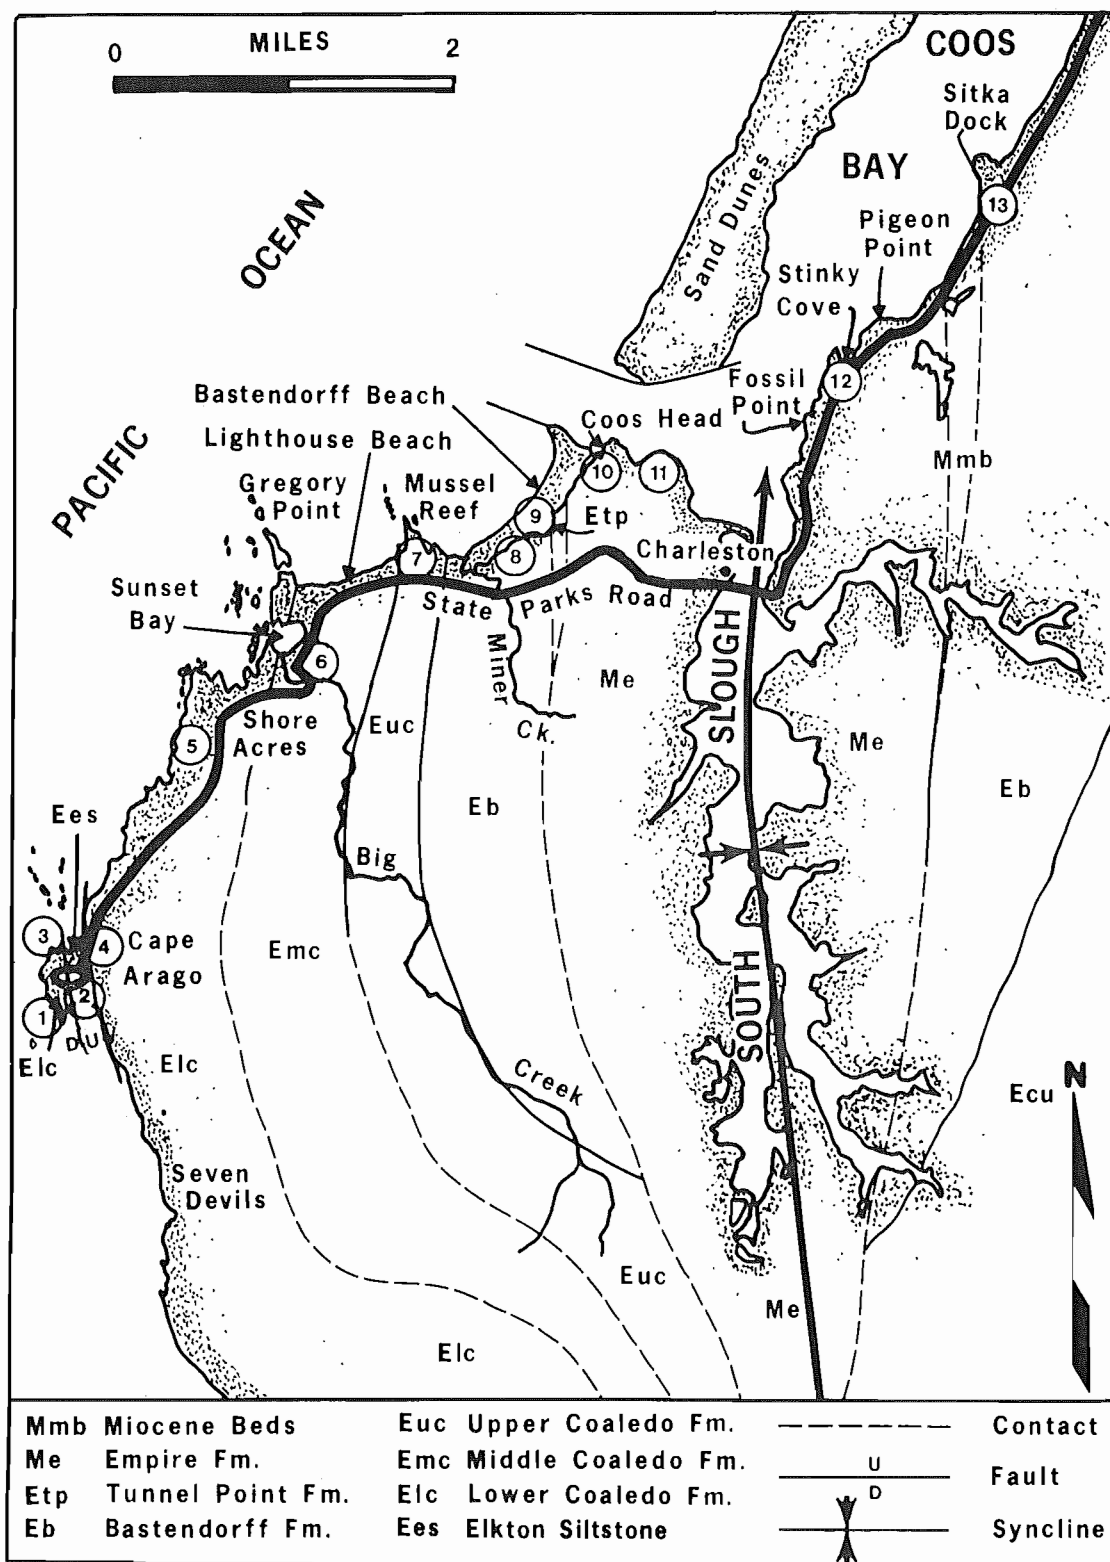 0 MILES 2
COOS
BAY
Sitka
Dock
13
Pigeon
Point
Stinky
Cove
Sand Dunes
OCEAN
PACIFIC
12
Fossil
Point
Bastendorff Beach
Coos Head
Lighthouse Beach
Gregory
Point
Mussel
Reef
10
11
9
Etp
Mmb
7
8
Charleston
State Parks Road
Sunset
Bay
6
Miner
Ck.
Me
SLOUGH
SOUTH
Euc
Shore
Acres
5
Me
Eb
Eb
Ees
Big
3
4
Cape
Arago
Emc
2
1
D U
Elc
Elc
Creek
Ecu
N
Seven
Devils
Euc
Me
Elc
Mmb Miocene Beds
Me Empire Fm.
Etp Tunnel Point Fm.
Eb Bastendorff Fm.
Euc Upper Coaledo Fm.
Emc Middle Coaledo Fm.
Elc Lower Coaledo Fm.
Ees Elkton Siltstone
Contact
U
D
Fault
Syncline